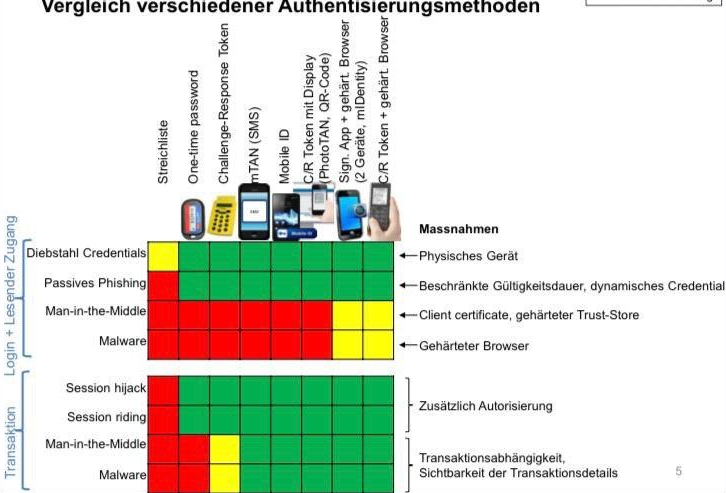 Vergleich verschiedener Authentisierungsmethoden
Streichliste
One-time password
Challenge-Response Token
mTAN (SMS)
Mobile ID
C/R Token mit Display
(PhotoTAN, QR-Code)
Sign. App + gehärt. Browser
(2 Geräte, mIDentity)
C/R Token + gehärt. Browser
Massnahmen
Login + Lesender Zugang
Diebstahl Credentials
Physisches Gerät
Passives Phishing
Beschränkte Gültigkeitsdauer, dynamisches Credential
Man-in-the-Middle
Client certificate, gehärteter Trust-Store
Malware
Gehärteter Browser
Transaktion
Session hijack
Session riding
Zusätzlich Autorisierung
Man-in-the-Middle
Malware
Transaktionsabhängigkeit,
Sichtbarkeit der Transaktionsdetails
5